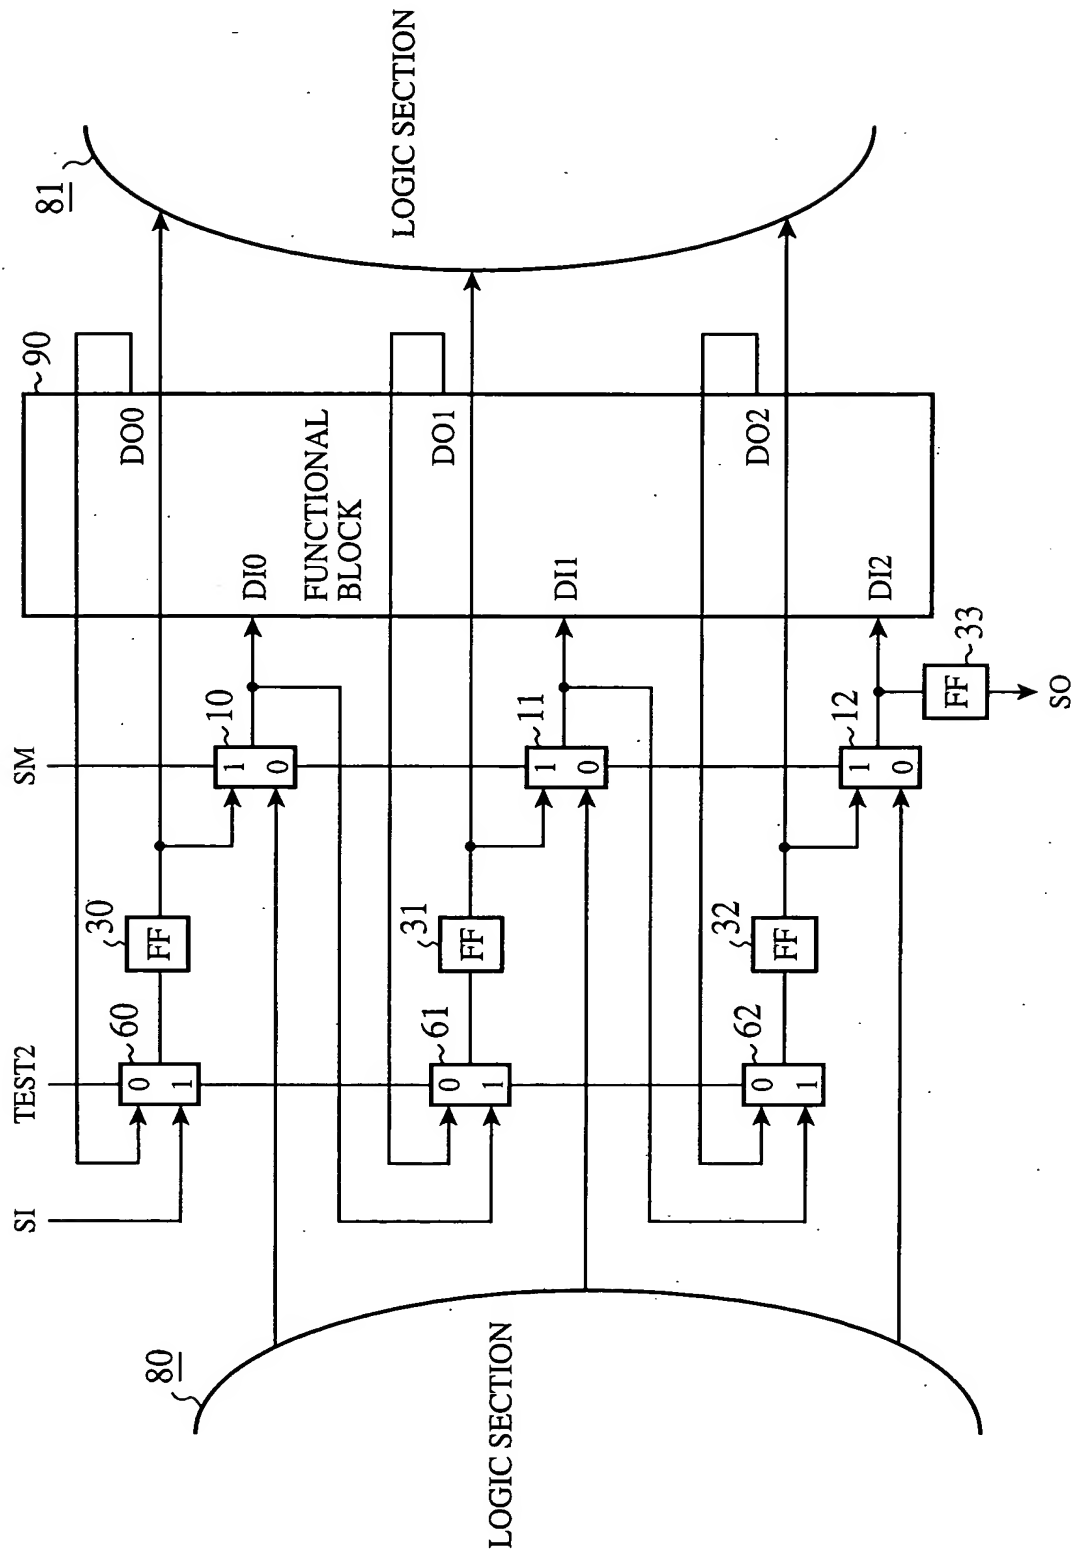 SI
TEST2
SM
80
LOGIC SECTION
81
LOGIC SECTION
90
FUNCTIONAL
BLOCK
60
0
1
30
FF
10
1
0
DI0
DO0
61
0
1
31
FF
11
1
0
DI1
DO1
62
0
1
32
FF
12
1
0
DI2
DO2
FF
33
SO